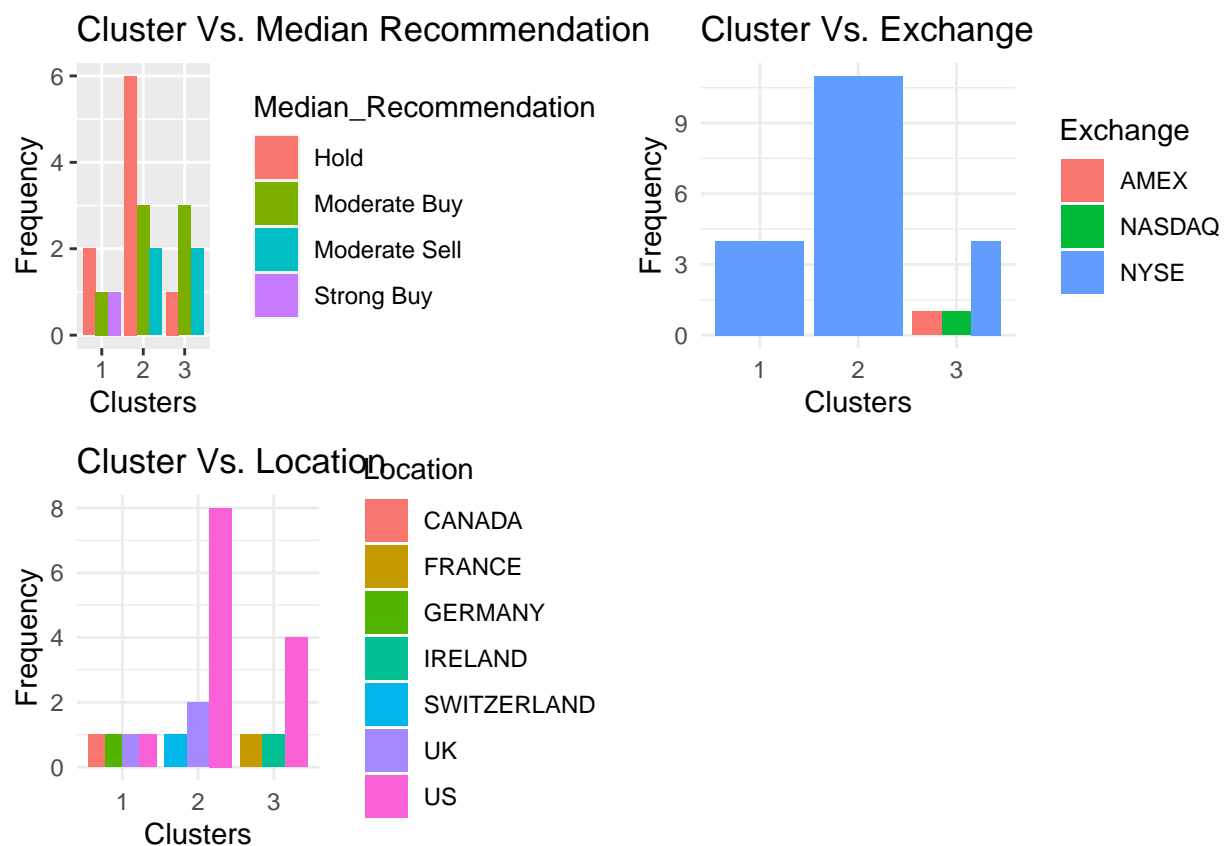 Cluster Vs. Median Recommendation
Frequency
6
4
2
0
1 2 3
Clusters
Median_Recommendation
Hold
Moderate Buy
Moderate Sell
Strong Buy
Cluster Vs. Exchange
Frequency
9
6
3
0
1 2 3
Clusters
Exchange
AMEX
NASDAQ
NYSE
Cluster Vs. Location
Frequency
8
6
4
2
0
1 2 3
Clusters
Location
CANADA
FRANCE
GERMANY
IRELAND
SWITZERLAND
UK
US